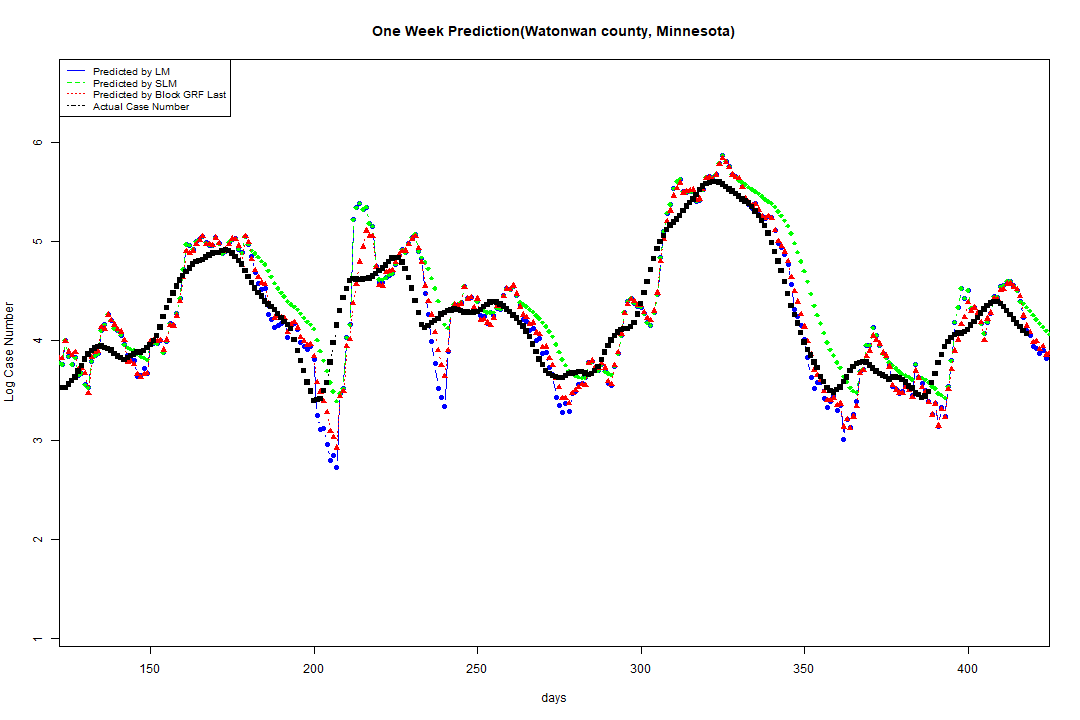 One Week Prediction(Watonwan county, Minnesota)
Predicted by LM
Predicted by SLM
Predicted by Block GRF Last
Actual Case Number
6
5
4
3
2
1
Log Case Number
150 200 250 300 350 400
days